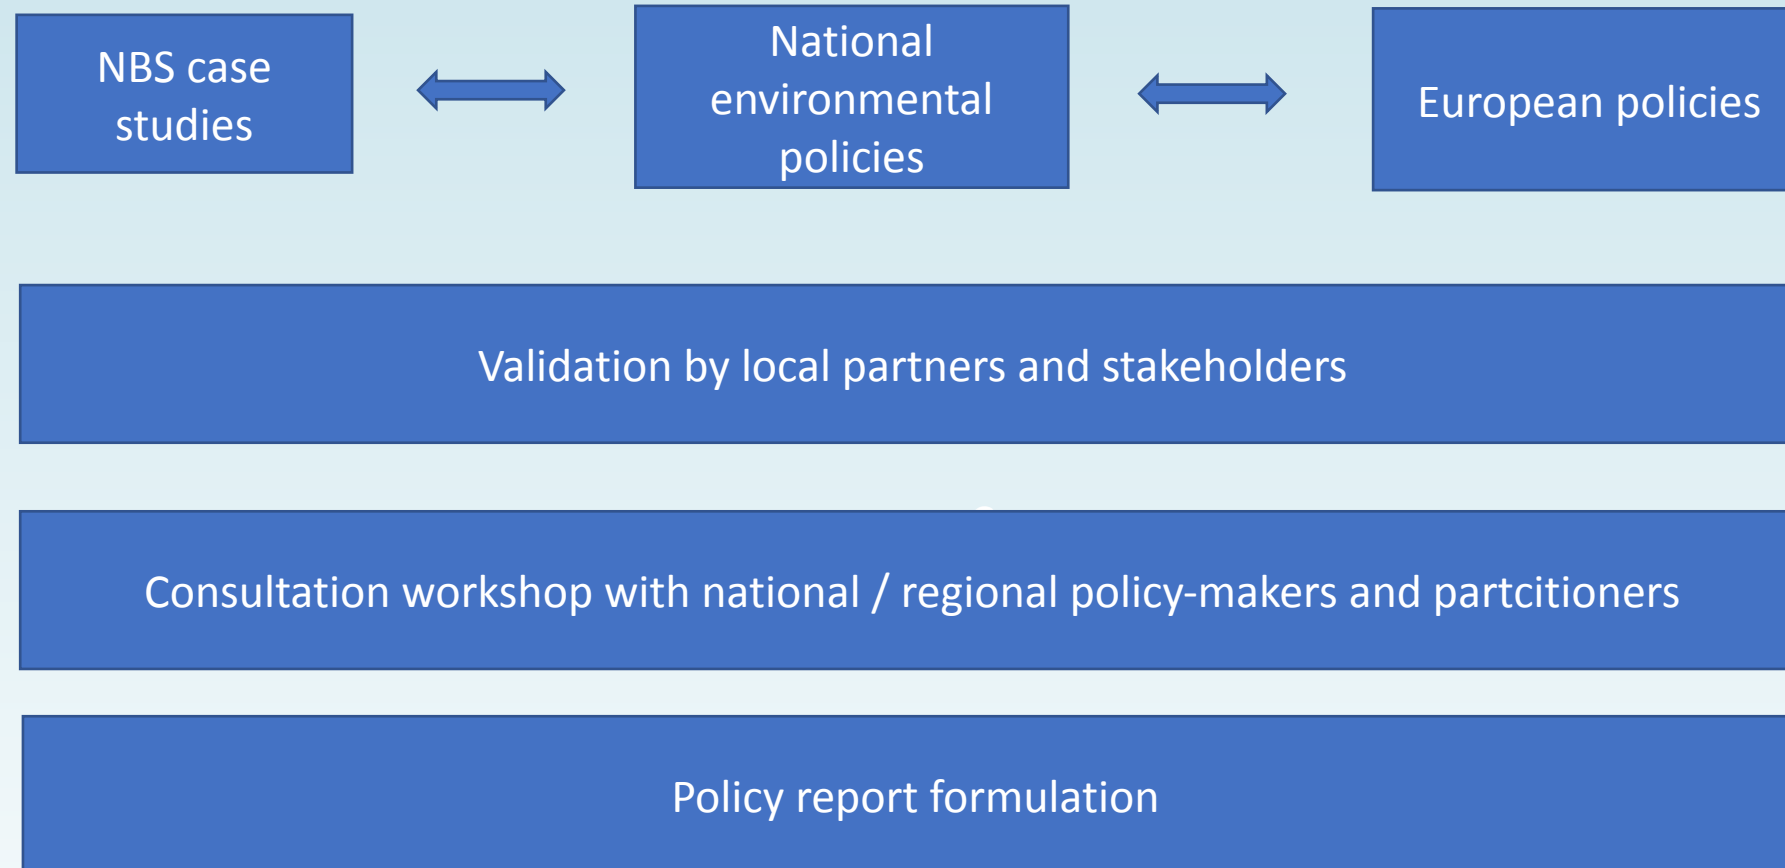 NBS case
studies
National
environmental
policies
European policies
Validation by local partners and stakeholders
Consultation workshop with national / regional policy-makers and partcitioners
Policy report formulation